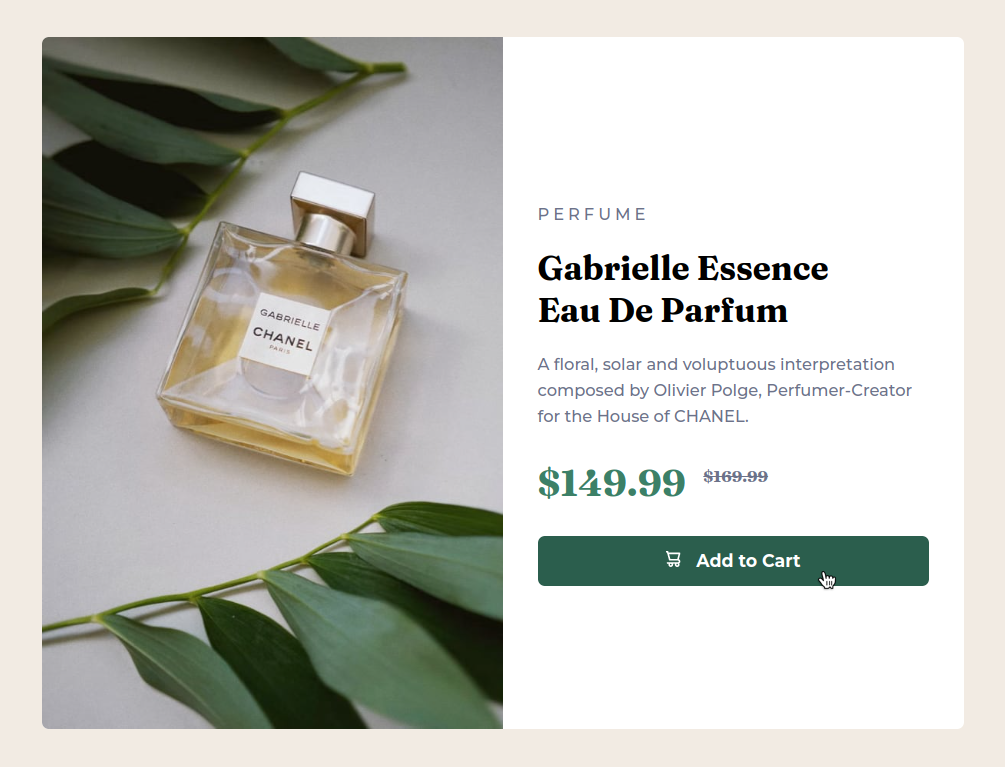 GABRIELLE
CHANEL
PARIS
PERFUME
Gabrielle Essence
Eau De Parfum
A floral, solar and voluptuous interpretation
composed by Olivier Polge, Perfumer-Creator
for the House of CHANEL.
$149.99 $169.99
Add to Cart